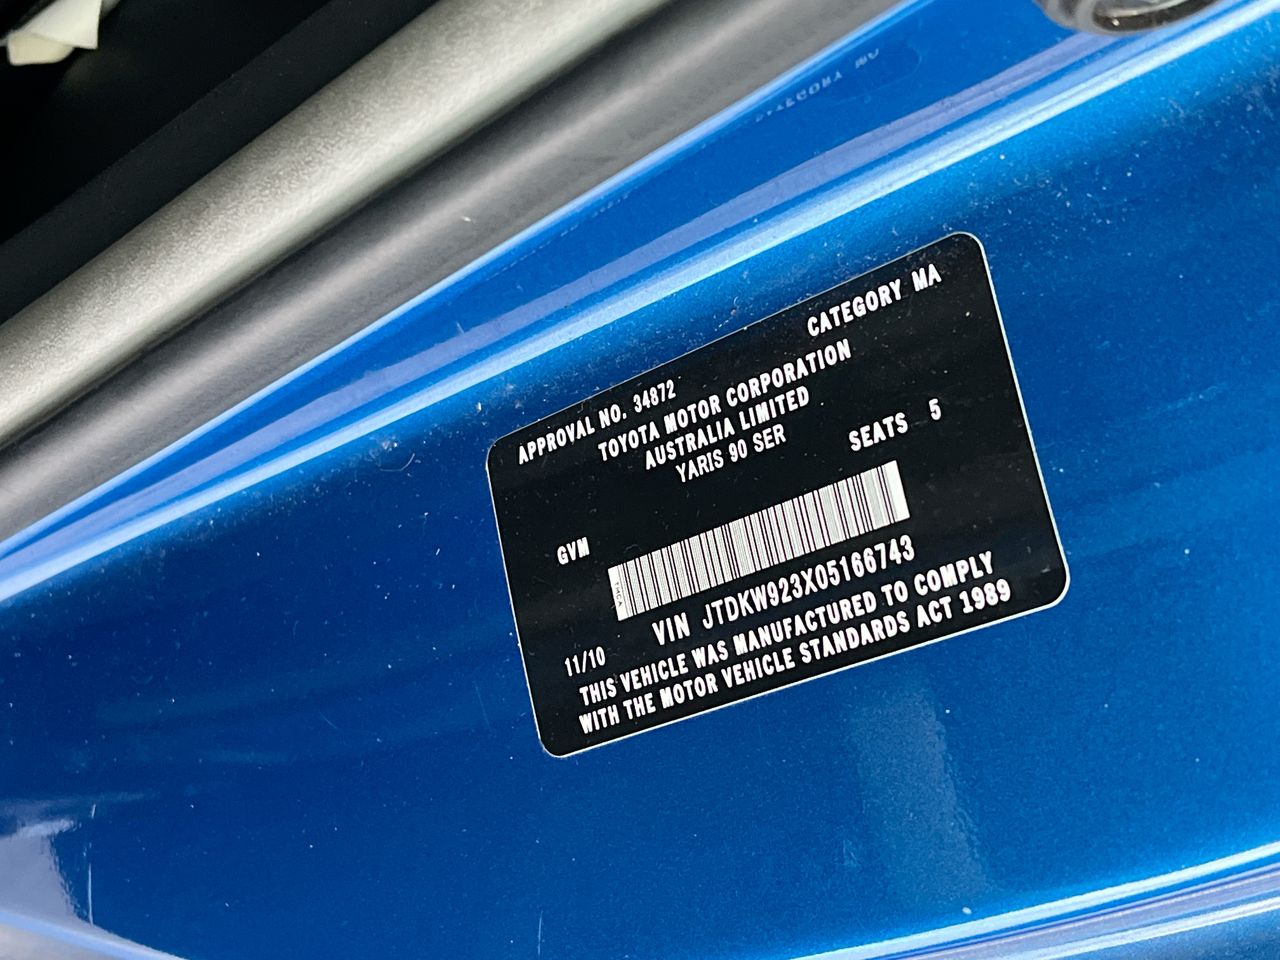 CATEGORY MA
APPROVAL NO. 34872
TOYOTA MOTOR CORPORATION
AUSTRALIA LIMITED
YARIS 90 SER
SEATS 5
GVM
VIN JTDKW923X05166743
11/10
THIS VEHICLE WAS MANUFACTURED TO COMPLY
WITH THE MOTOR VEHICLE STANDARDS ACT 1989